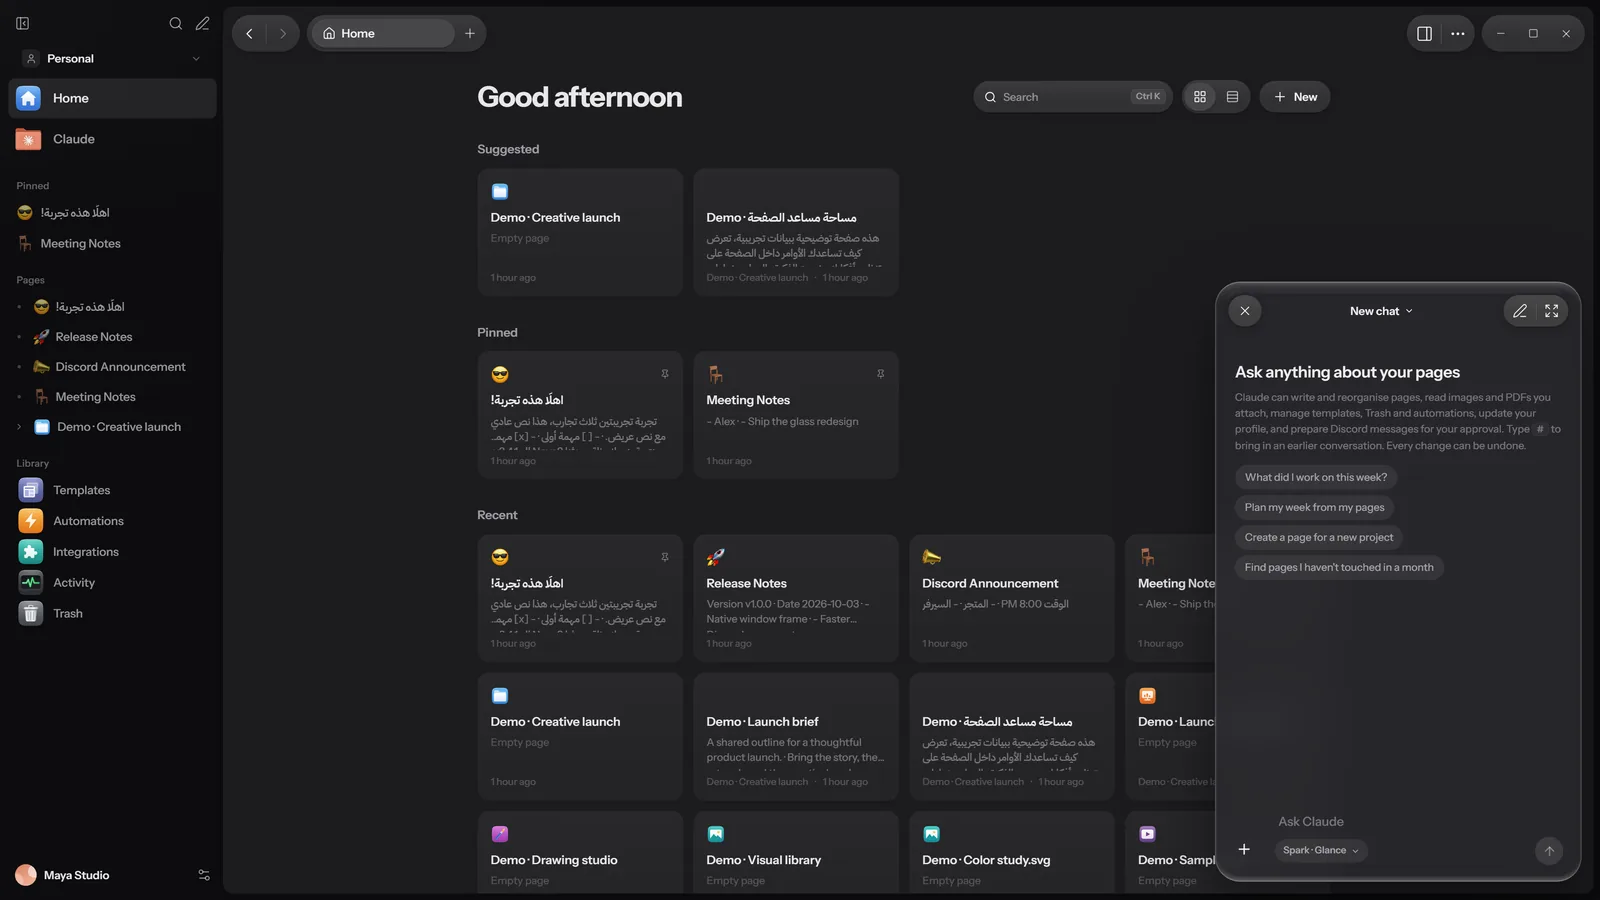 Personal
Home
Claude
Pinned
اهلًا هذه تجربة!
Meeting Notes
Pages
اهلًا هذه تجربة!
Release Notes
Discord Announcement
Meeting Notes
Demo · Creative launch
Library
Templates
Automations
Integrations
Activity
Trash
Maya Studio
Home
Good afternoon
Search
Ctrl K
New
Suggested
Demo · Creative launch
Empty page
1 hour ago
Demo · مساحة مساعد الصفحة
هذه صفحة توضيحية ببيانات تجريبية، تعرض
كيف تساعدك الأوامر داخل الصفحة على
Demo · Creative launch · 1 hour ago
Pinned
اهلًا هذه تجربة!
تجربة تجريبتين ثلاث تجارب، هذا نص عادي
مع نص عريض. · - [ ] مهمة أولى · - [x] مهمـ...
1 hour ago
Meeting Notes
- Alex · - Ship the glass redesign
1 hour ago
Recent
اهلًا هذه تجربة!
تجربة تجريبتين ثلاث تجارب، هذا نص عادي
مع نص عريض. · - [ ] مهمة أولى · - [x] مهمـ...
1 hour ago
Release Notes
Version v1.0.0 · Date 2026-10-03 · -
Native window frame · - Faster...
1 hour ago
Discord Announcement
الوقت 8:00 PM · - المتجر · - السيرفر
1 hour ago
Meeting Note
- Alex · - Ship th
1 hour ago
Demo · Creative launch
Empty page
1 hour ago
Demo · Launch brief
A shared outline for a thoughtful
product launch. · Bring the story, the...
Demo · Creative launch · 1 hour ago
Demo · مساحة مساعد الصفحة
هذه صفحة توضيحية ببيانات تجريبية، تعرض
كيف تساعدك الأوامر داخل الصفحة على
Demo · Creative launch · 1 hour ago
Demo · Launc
Empty page
Demo · Creative la
Demo · Drawing studio
Empty page
Demo · Visual library
Empty page
Demo · Color study.svg
Empty page
Demo · Sampl
Empty page
New chat
Ask anything about your pages
Claude can write and reorganise pages, read images and PDFs you
attach, manage templates, Trash and automations, update your
profile, and prepare Discord messages for your approval. Type # to
bring in an earlier conversation. Every change can be undone.
What did I work on this week?
Plan my week from my pages
Create a page for a new project
Find pages I haven't touched in a month
Ask Claude
Spark · Glance